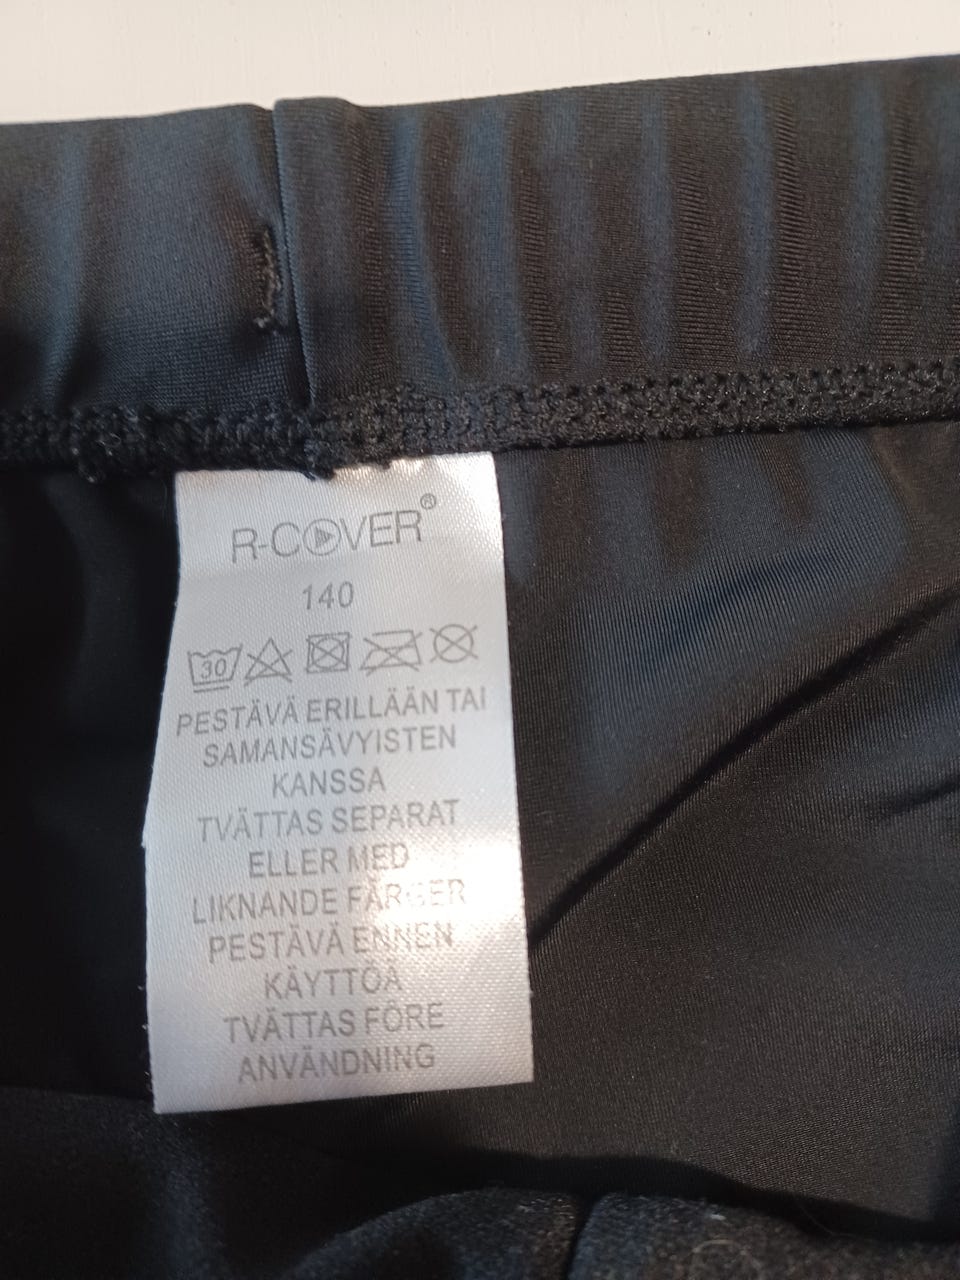 R-COVER®
140
30
PESTÄVÄ ERILLÄÄN TAI
SAMANSÄVYISTEN
KANSSA
TVÄTTAS SEPARAT
ELLER MED
LIKNANDE FÄRGER
PESTÄVÄ ENNEN
KÄYTTÖÄ
TVÄTTAS FÖRE
ANVÄNDNING